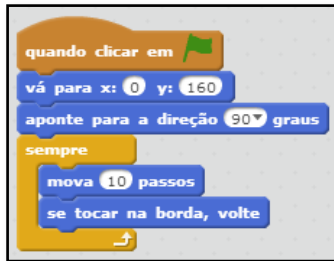 quando clicar em
vá para x: 0 y: 160
aponte para a direção 90 graus
sempre
mova 10 passos
se tocar na borda, volte